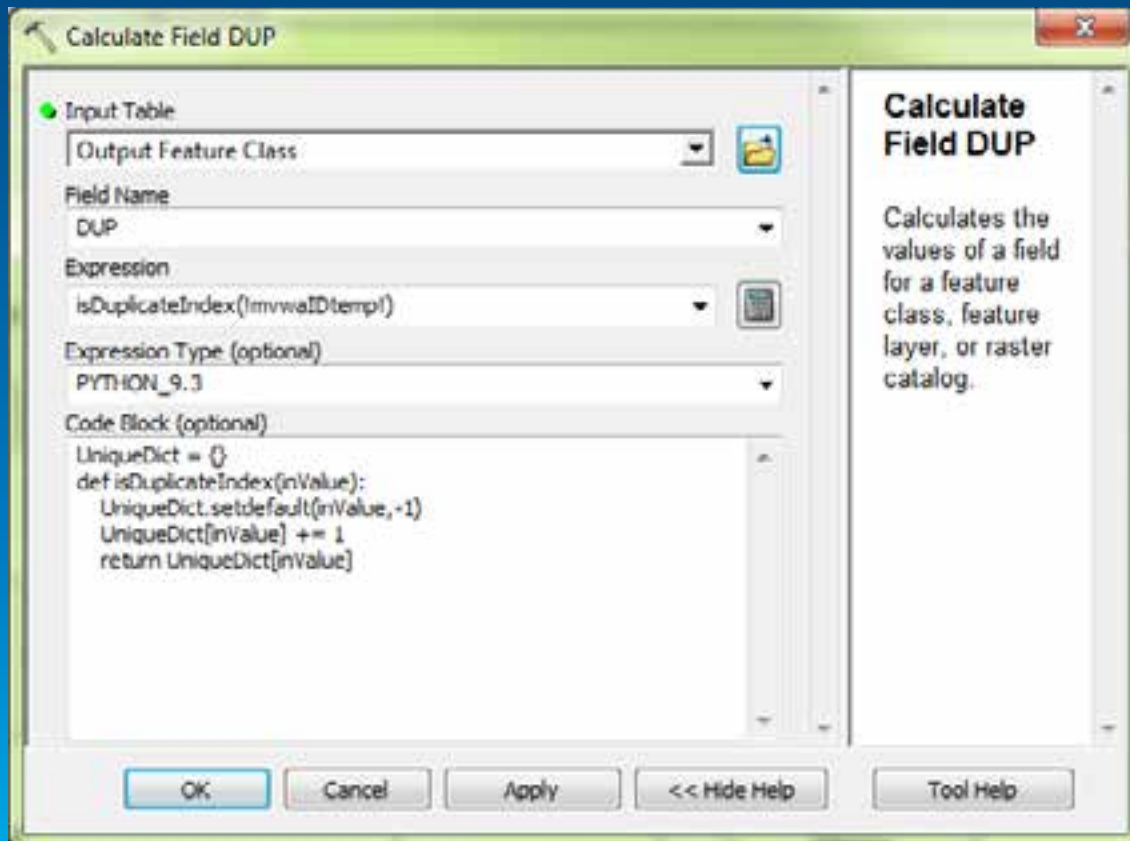 Calculate Field DUP
Input Table
Output Feature Class
Field Name
DUP
Expression
isDuplicateIndex(!mvwaIDtemp!)
Expression Type (optional)
PYTHON_9.3
Code Block (optional)
UniqueDict = {}
def isDuplicateIndex(inValue):
  UniqueDict.setdefault(inValue,-1)
  UniqueDict[inValue] += 1
  return UniqueDict[inValue]
OK
Cancel
Apply
<< Hide Help
Calculate
Field DUP
Calculates the
values of a field
for a feature
class, feature
layer, or raster
catalog.
Tool Help